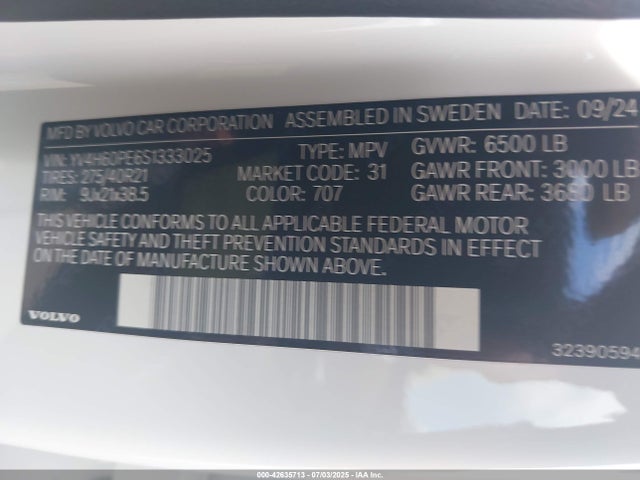 MFD BY VOLVO CAR CORPORATION ASSEMBLED IN SWEDEN DATE: 09/24
VIN: YV4H60PE6S1333025 TYPE: MPV GVWR: 6500 LB
TIRES: 275/40R21 MARKET CODE: 31 GAWR FRONT: 3000 LB
RIM: 9Jx21x38.5 COLOR: 707 GAWR REAR: 3680 LB
THIS VEHICLE CONFORMS TO ALL APPLICABLE FEDERAL MOTOR
VEHICLE SAFETY AND THEFT PREVENTION STANDARDS IN EFFECT
ON THE DATE OF MANUFACTURE SHOWN ABOVE.
VOLVO
32390594
000-42635713 - 07/03/2025 - IAA Inc.